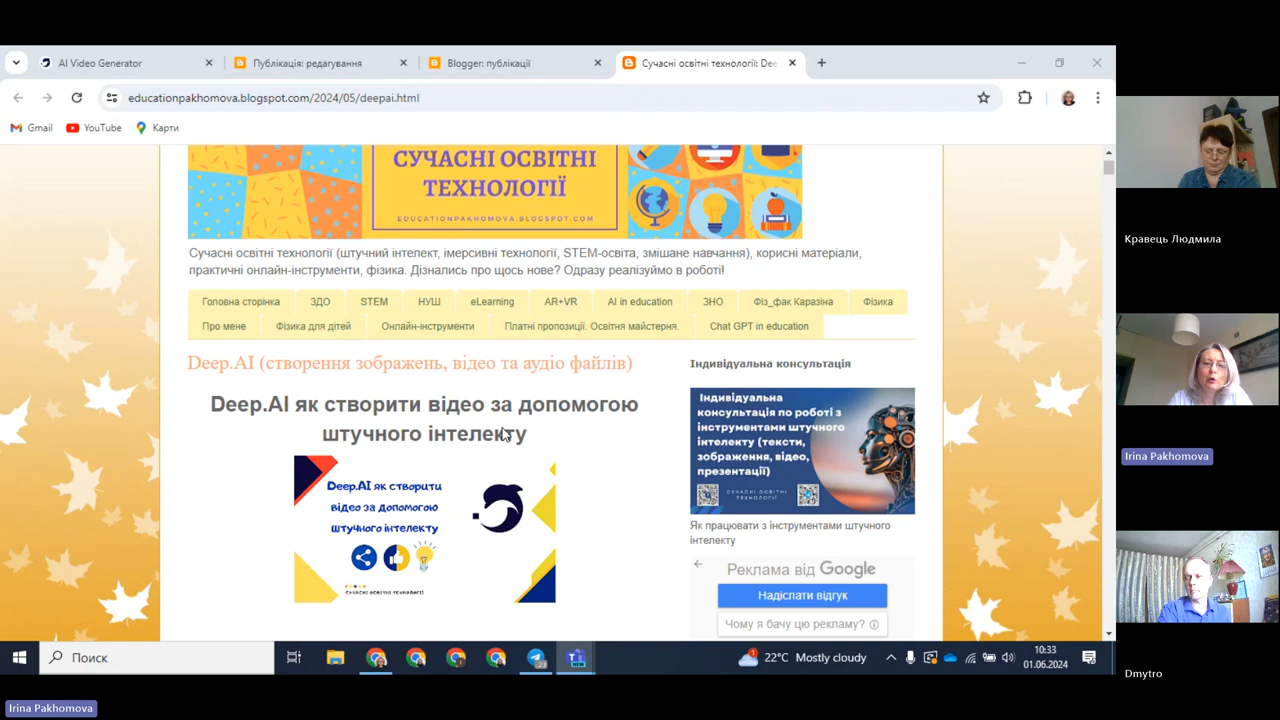 AI Video Generator
Публікація: редагування
Blogger: публікації
Сучасні освітні технології: Dee
educationpakhomova.blogspot.com/2024/05/deepai.html
Gmail
YouTube
Карти
СУЧАСНІ ОСВІТНІ
ТЕХНОЛОГІЇ
EDUCATIONPAKHOMOVA.BLOGSPOT.COM
Сучасні освітні технології (штучний інтелект, імерсивні технології, STEM-освіта, змішане навчання), корисні матеріали,
практичні онлайн-інструменти, фізика. Дізнались про щось нове? Одразу реалізуймо в роботі!
Головна сторінка ЗДО STEM НУШ eLearning AR+VR AI in education ЗНО Фіз_фак Каразіна Фізика
Про мене Фізика для дітей Онлайн-інструменти Платні пропозиції. Освітня майстерня. Chat GPT in education
Deep.AI (створення зображень, відео та аудіо файлів)
Deep.AI як створити відео за допомогою
штучного інтелекту
Deep.AI як створити
відео за допомогою
штучного інтелекту
СУЧАСНІ ОСВІТНІ ТЕХНОЛОГІЇ
Індивідуальна консультація
Індивідуальна
консультація по роботі з
інструментами штучного
інтелекту (тексти,
зображення, відео,
презентації)
СУЧАСНІ ОСВІТНІ
ТЕХНОЛОГІЇ
Як працювати з інструментами штучного
інтелекту
Реклама від Google
Надіслати відгук
Чому я бачу цю рекламу?
Поиск
22°C Mostly cloudy
10:33
01.06.2024
Irina Pakhomova
Кравець Людмила
Irina Pakhomova
Dmytro